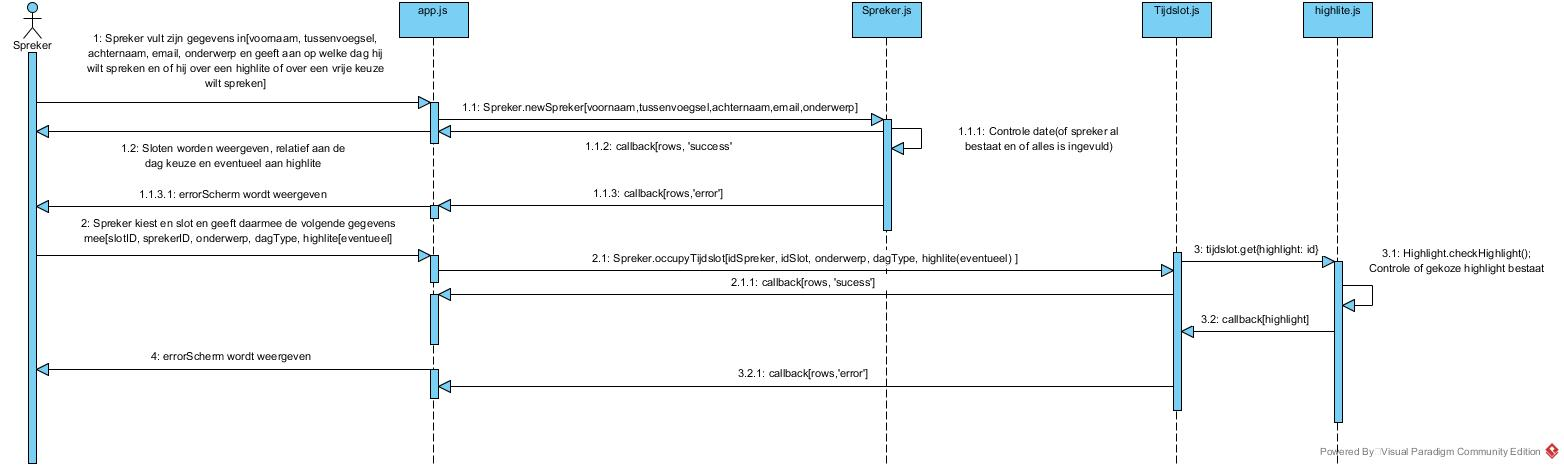 app.js
Spreker.js
Tijdslot.js
highlite.js
Spreker
1: Spreker vult zijn gegevens in[voornaam, tussenvoegsel,
achternaam, email, onderwerp en geeft aan op welke dag hij
wilt spreken en of hij over een highlite of over een vrije keuze
wilt spreken]
1.1: Spreker.newSpreker[voornaam,tussenvoegsel,achternaam,email,onderwerp]
1.1.1: Controle date(of spreker al
bestaat en of alles is ingevuld)
1.1.2: callback[rows, 'success'
1.2: Sloten worden weergeven, relatief aan de
dag keuze en eventueel aan highlite
1.1.3: callback[rows,'error']
1.1.3.1: errorScherm wordt weergeven
2: Spreker kiest en slot en geeft daarmee de volgende gegevens
mee[slotID, sprekerID, onderwerp, dagType, highlite[eventueel]
2.1: Spreker.occupyTijdslot[idSpreker, idSlot, onderwerp, dagType, highlite(eventueel) ]
3: tijdslot.get{highlight: id}
3.1: Highlight.checkHighlight();
Controle of gekoze highlight bestaat
2.1.1: callback[rows, 'sucess']
3.2: callback[highlight]
4: errorScherm wordt weergeven
3.2.1: callback[rows,'error']
Powered By Visual Paradigm Community Edition